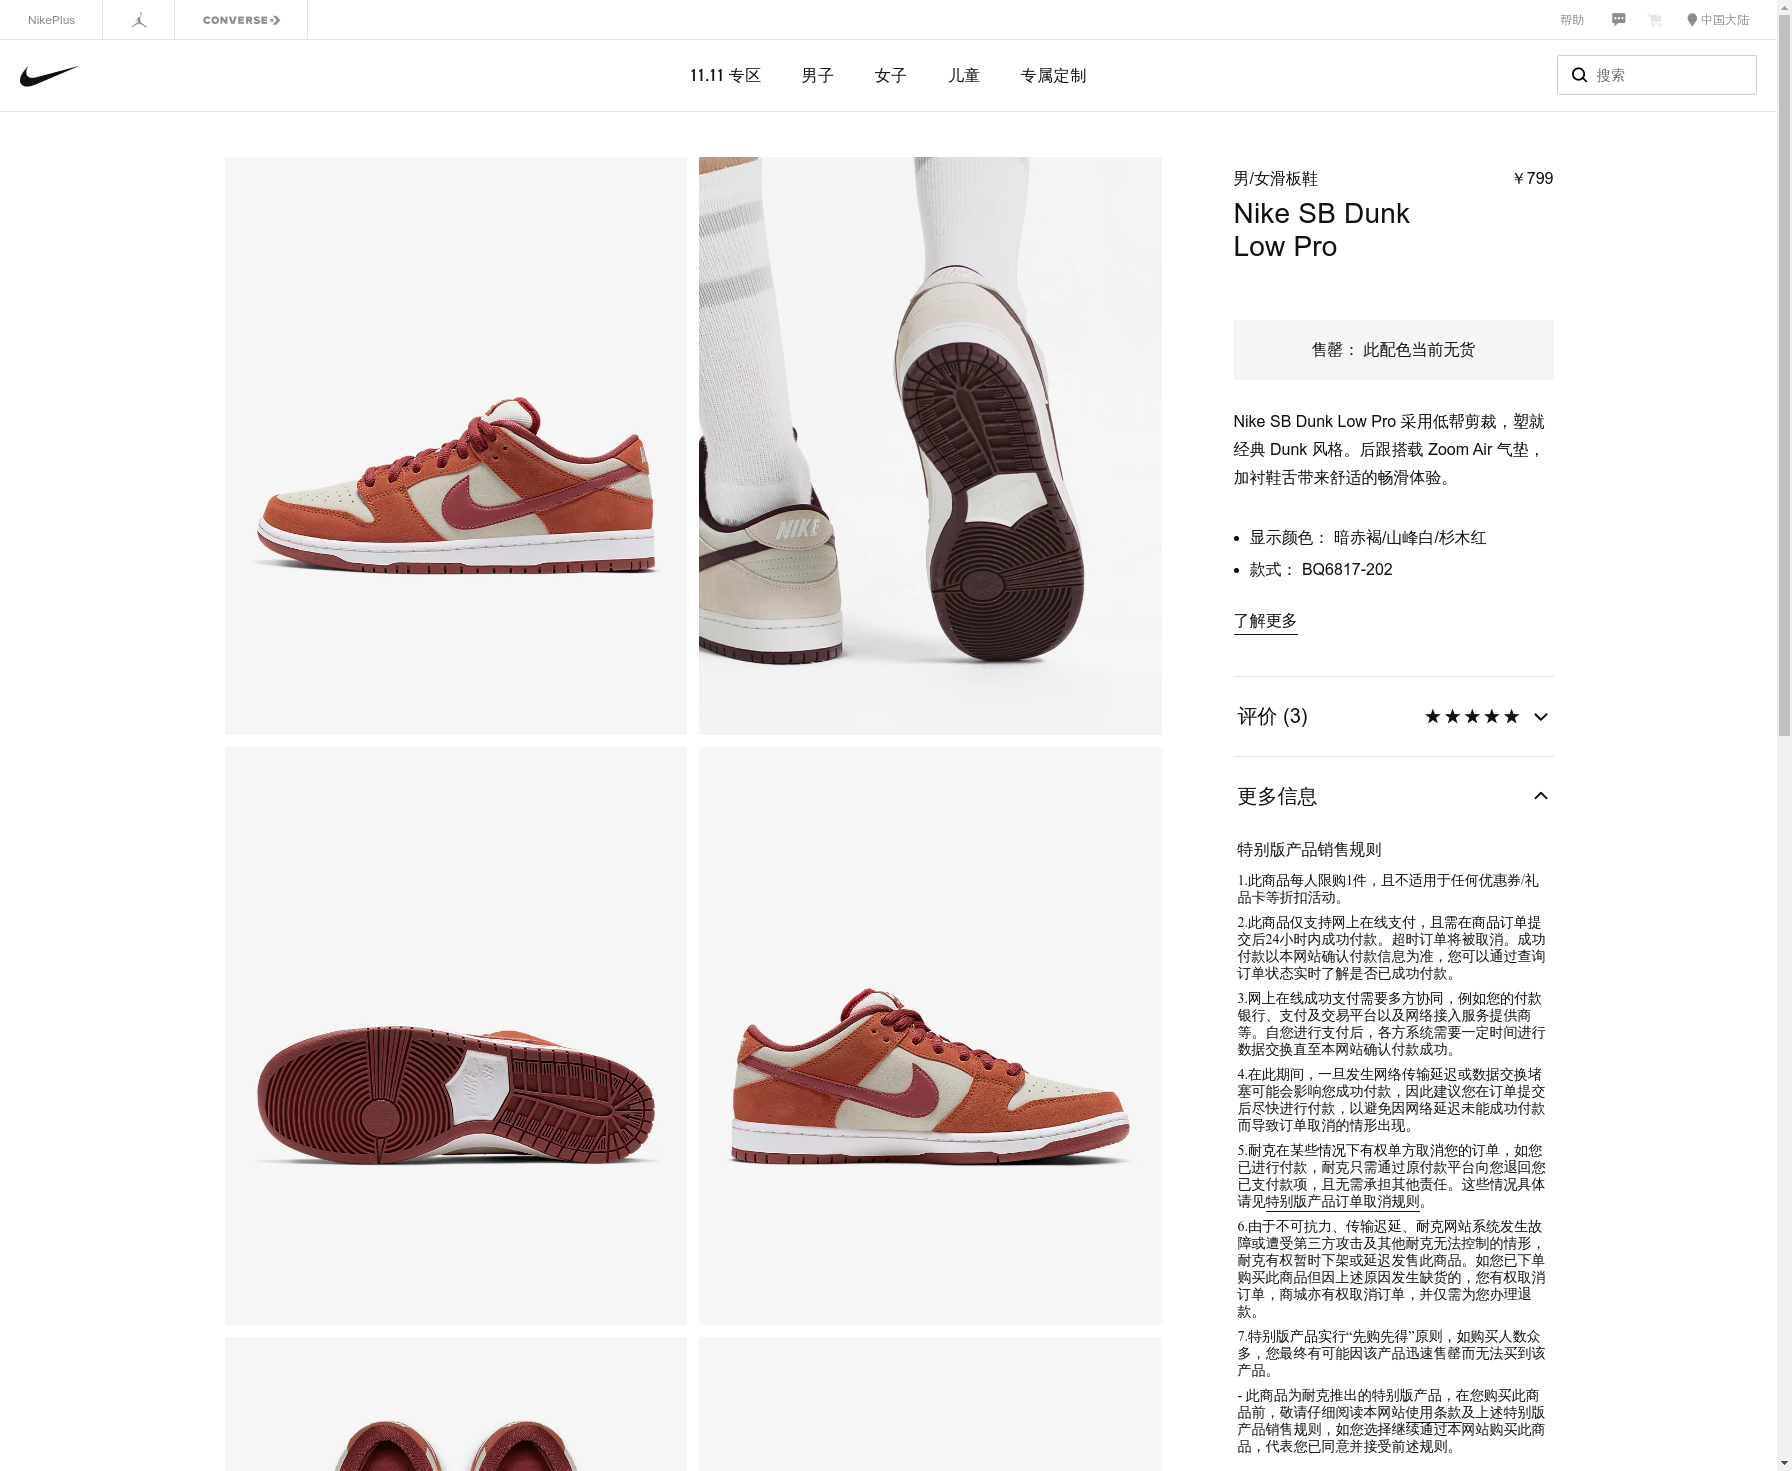 NikePlus
CONVERSE
帮助
中国大陆
11.11 专区
男子
女子
儿童
专属定制
搜索
男/女滑板鞋
￥799
Nike SB Dunk
Low Pro
售罄： 此配色当前无货
Nike SB Dunk Low Pro 采用低帮剪裁，塑就
经典 Dunk 风格。后跟搭载 Zoom Air 气垫，
加衬鞋舌带来舒适的畅滑体验。
显示颜色： 暗赤褐/山峰白/杉木红
款式： BQ6817-202
了解更多
评价 (3)
更多信息
特别版产品销售规则
1.此商品每人限购1件，且不适用于任何优惠券/礼
品卡等折扣活动。
2.此商品仅支持网上在线支付，且需在商品订单提
交后24小时内成功付款。超时订单将被取消。成功
付款以本网站确认付款信息为准，您可以通过查询
订单状态实时了解是否已成功付款。
3.网上在线成功支付需要多方协同，例如您的付款
银行、支付及交易平台以及网络接入服务提供商
等。自您进行支付后，各方系统需要一定时间进行
数据交换直至本网站确认付款成功。
4.在此期间，一旦发生网络传输延迟或数据交换堵
塞可能会影响您成功付款，因此建议您在订单提交
后尽快进行付款，以避免因网络延迟未能成功付款
而导致订单取消的情形出现。
5.耐克在某些情况下有权单方取消您的订单，如您
已进行付款，耐克只需通过原付款平台向您退回您
已支付款项，且无需承担其他责任。这些情况具体
请见特别版产品订单取消规则。
6.由于不可抗力、传输迟延、耐克网站系统发生故
障或遭受第三方攻击及其他耐克无法控制的情形，
耐克有权暂时下架或延迟发售此商品。如您已下单
购买此商品但因上述原因发生缺货的，您有权取消
订单，商城亦有权取消订单，并仅需为您办理退
款。
7.特别版产品实行“先购先得”原则，如购买人数众
多，您最终有可能因该产品迅速售罄而无法买到该
产品。
- 此商品为耐克推出的特别版产品，在您购买此商
品前，敬请仔细阅读本网站使用条款及上述特别版
产品销售规则，如您选择继续通过本网站购买此商
品，代表您已同意并接受前述规则。
NIKE